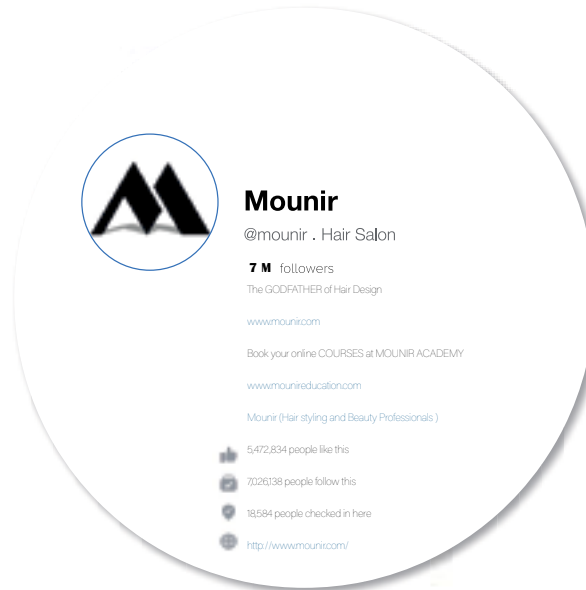 Mounir
@mounir . Hair Salon
7 M followers
The GODFATHER of Hair Design
www.mounir.com
Book your online COURSES at MOUNIR ACADEMY
www.mounireducation.com
Mounir (Hair styling and Beauty Professionals )
5,472,834 people like this
7,026,138 people follow this
18,584 people checked in here
http://www.mounir.com/